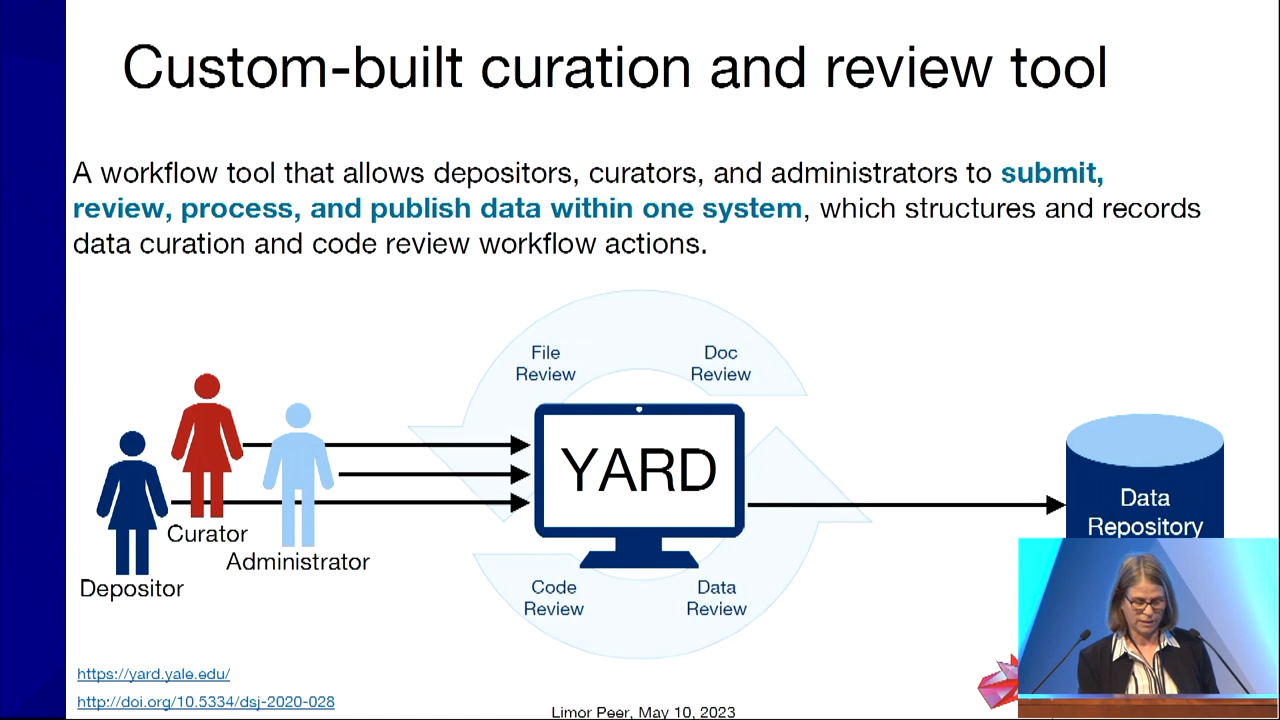 Custom-built curation and review tool
A workflow tool that allows depositors, curators, and administrators to submit,
review, process, and publish data within one system, which structures and records
data curation and code review workflow actions.
File
Review
Doc
Review
YARD
Data
Repository
Curator
Administrator
Depositor
Code
Review
Data
Review
https://yard.yale.edu/
http://doi.org/10.5334/dsj-2020-028
Limor Peer, May 10, 2023